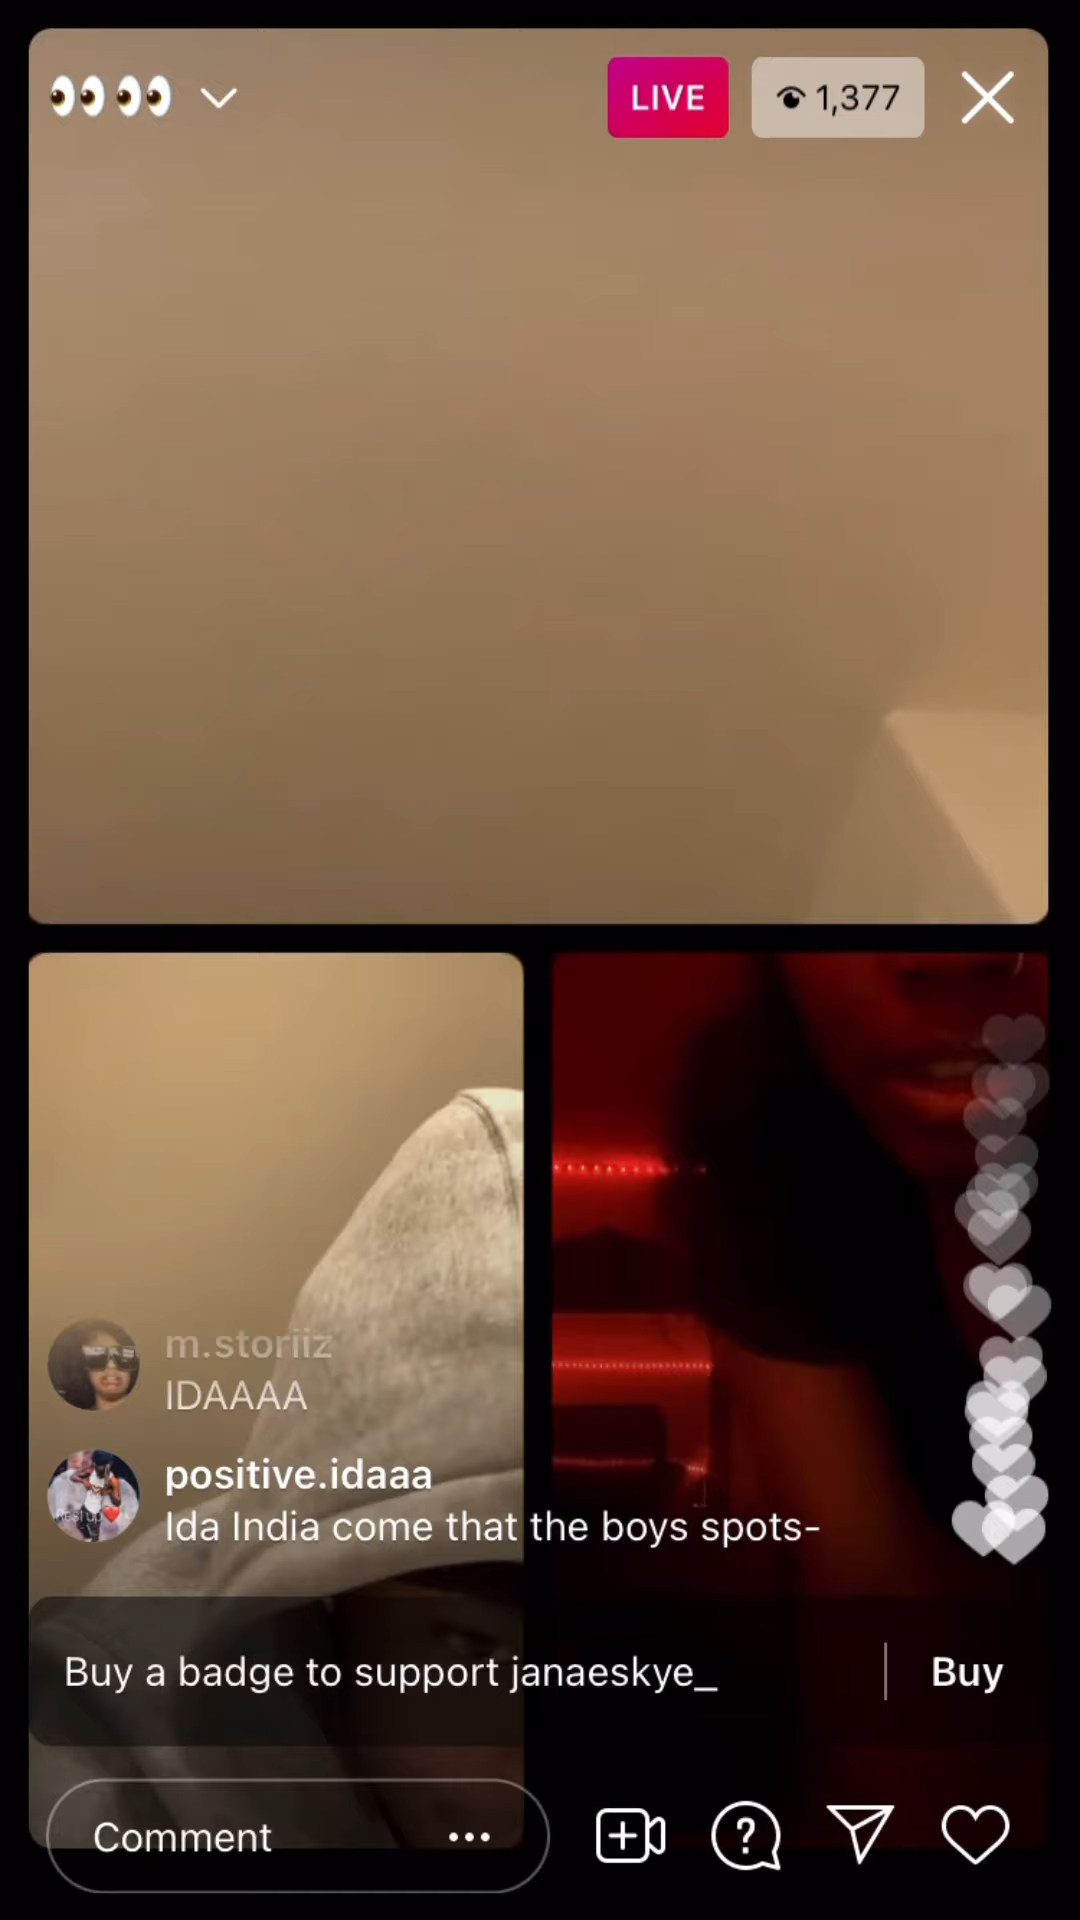 👀 👀
LIVE
1,377
m.storiiz
IDAAAA
positive.idaaa
Ida India come that the boys spots-
Buy a badge to support janaeskye_
Buy
Comment